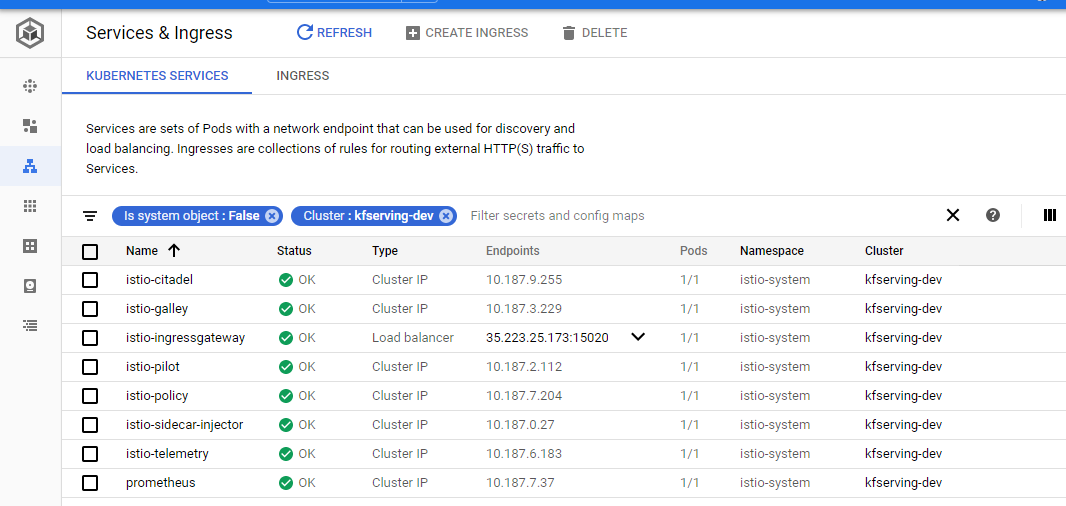 Services & Ingress REFRESH CREATE INGRESS DELETE
KUBERNETES SERVICES INGRESS
Services are sets of Pods with a network endpoint that can be used for discovery and
load balancing. Ingresses are collections of rules for routing external HTTP(S) traffic to
Services.
Is system object : False Cluster : kfserving-dev Filter secrets and config maps
Name Status Type Endpoints Pods Namespace Cluster
istio-citadel OK Cluster IP 10.187.9.255 1/1 istio-system kfserving-dev
istio-galley OK Cluster IP 10.187.3.229 1/1 istio-system kfserving-dev
istio-ingressgateway OK Load balancer 35.223.25.173:15020 1/1 istio-system kfserving-dev
istio-pilot OK Cluster IP 10.187.2.112 1/1 istio-system kfserving-dev
istio-policy OK Cluster IP 10.187.7.204 1/1 istio-system kfserving-dev
istio-sidecar-injector OK Cluster IP 10.187.0.27 1/1 istio-system kfserving-dev
istio-telemetry OK Cluster IP 10.187.6.183 1/1 istio-system kfserving-dev
prometheus OK Cluster IP 10.187.7.37 1/1 istio-system kfserving-dev